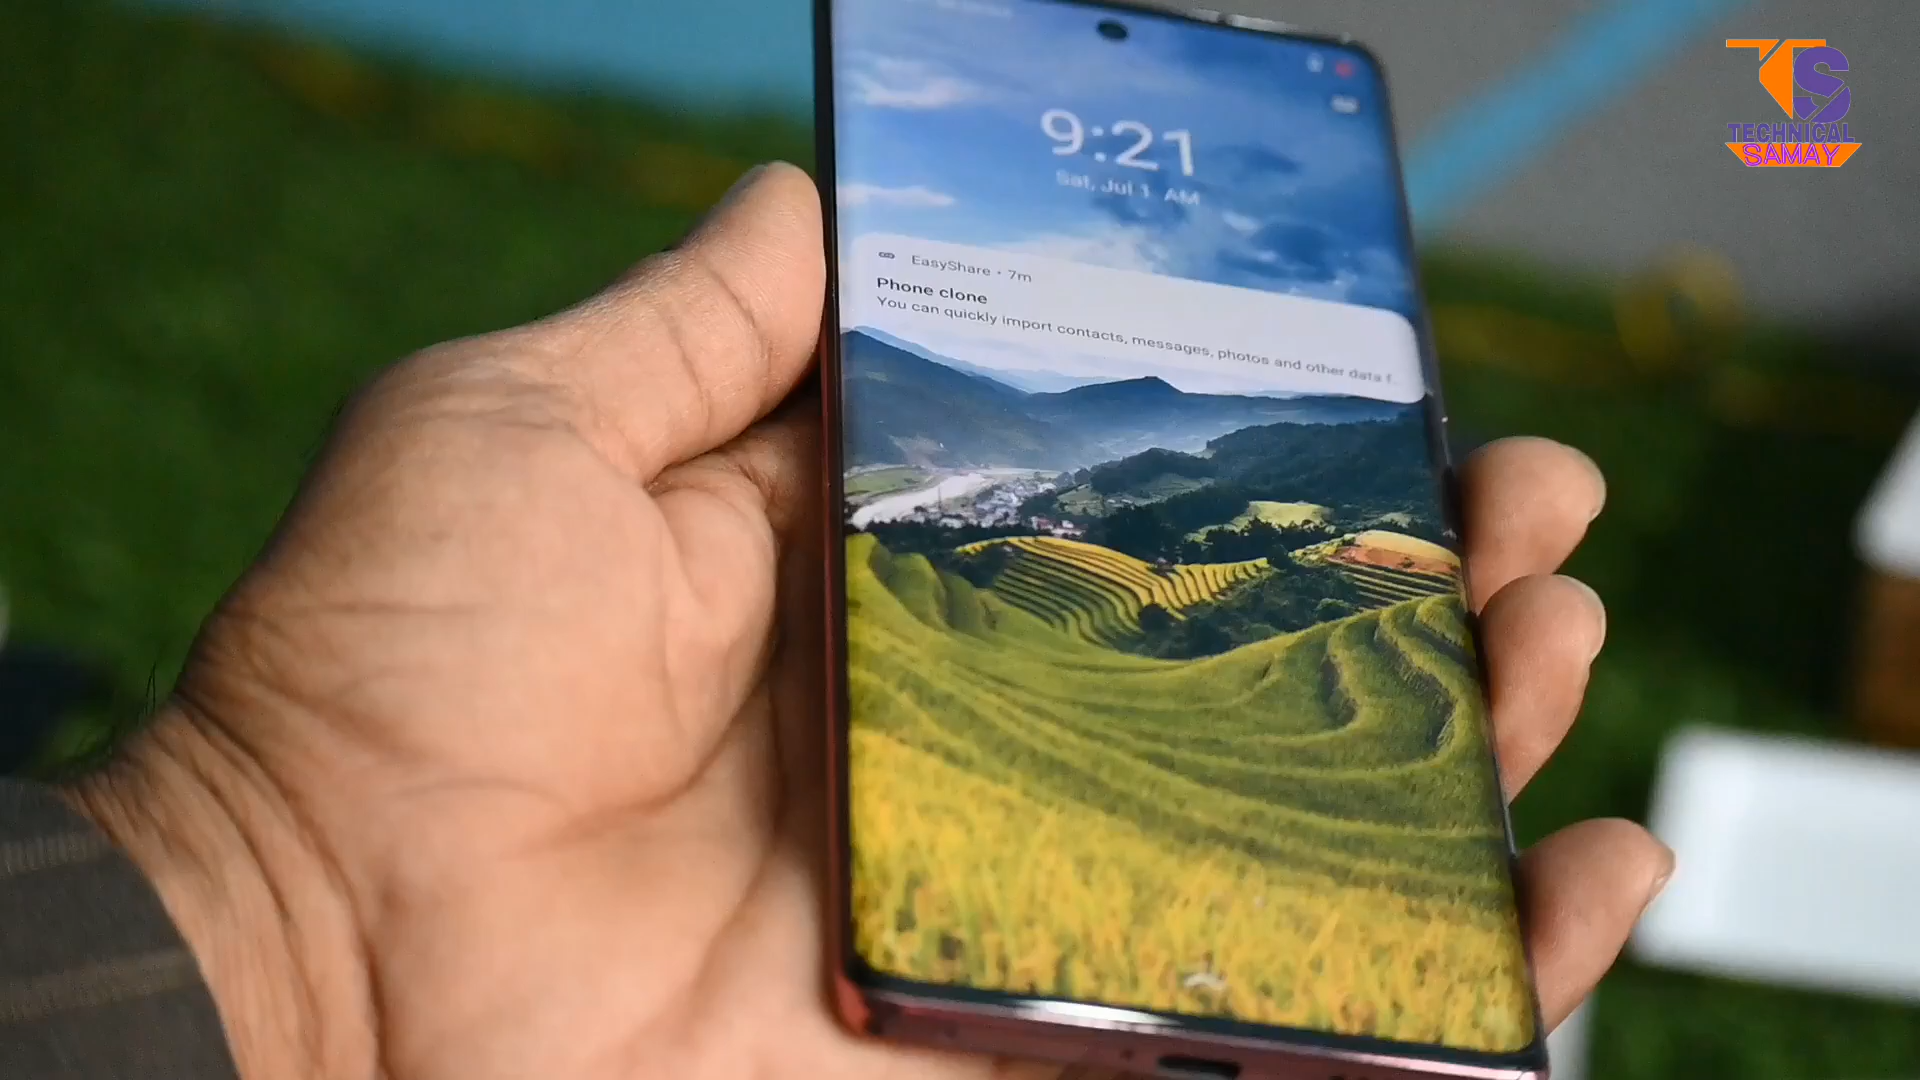 TS
TECHNICAL
SAMAY
9:21
Sat, Jul 1 AM
EasyShare • 7m
Phone clone
You can quickly import contacts, messages, photos and other data f..